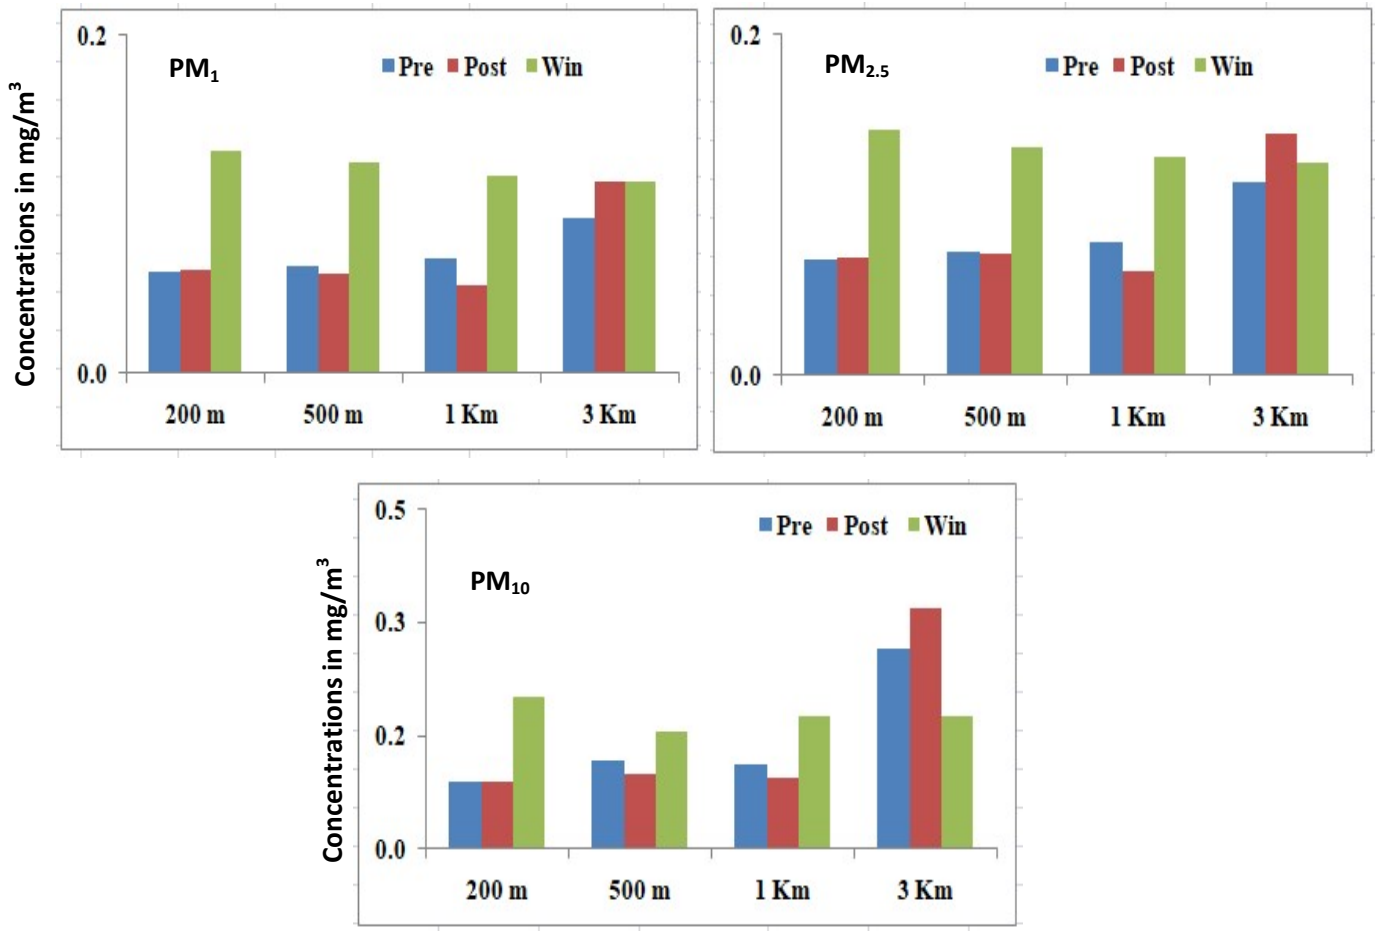 0.2
PM₁
Pre Post Win
Concentrations in mg/m³
0.0
200 m 500 m 1 Km 3 Km
0.2
PM₂.₅
Pre Post Win
0.0
200 m 500 m 1 Km 3 Km
0.5
Pre Post Win
PM₁₀
0.3
Concentrations in mg/m³
0.2
0.0
200 m 500 m 1 Km 3 Km